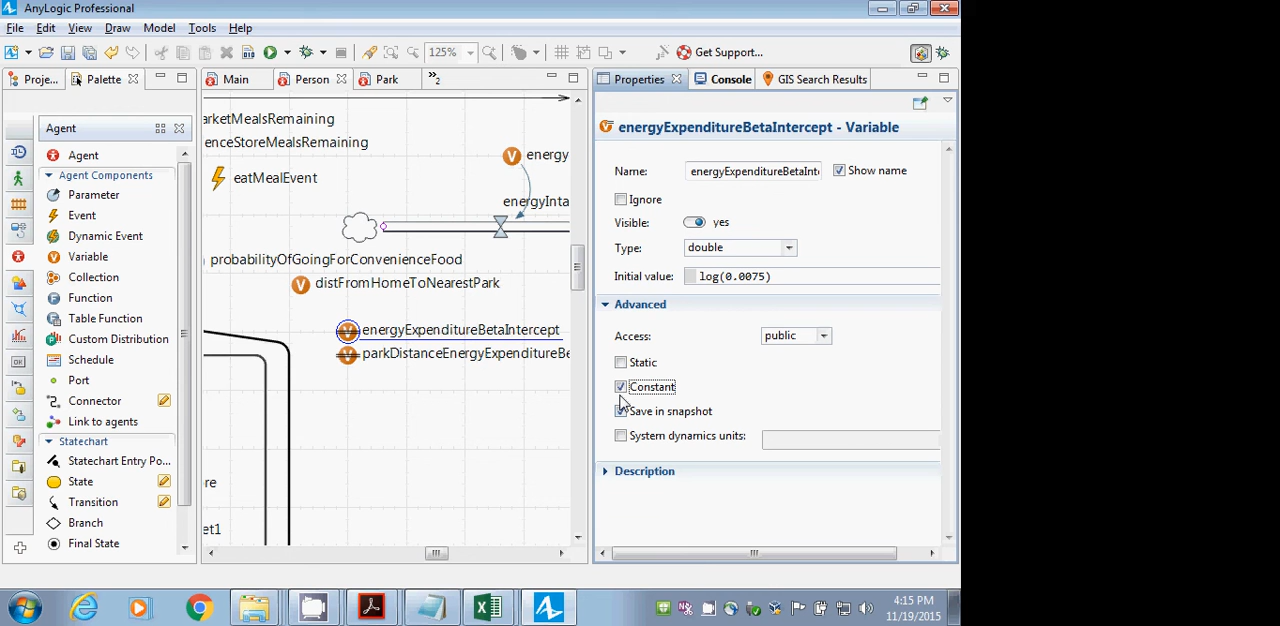 AnyLogic Professional
File Edit View Draw Model Tools Help
125% Get Support...
Proje... Palette
Main Person Park 2
Properties Console GIS Search Results
Agent
Agent
Agent Components
Parameter
Event
Dynamic Event
Variable
Collection
Function
Table Function
Custom Distribution
Schedule
Port
Connector
Link to agents
Statechart
Statechart Entry Po...
State
Transition
Branch
Final State
arketMealsRemaining
enceStoreMealsRemaining
eatMealEvent
energy
energyInta
probabilityOfGoingForConvenienceFood
distFromHomeToNearestPark
energyExpenditureBetaIntercept
parkDistanceEnergyExpenditureBe
re
et1
energyExpenditureBetaIntercept - Variable
Name: energyExpenditureBetaInt Show name
Ignore
Visible: yes
Type: double
Initial value: log(0.0075)
Advanced
Access: public
Static
Constant
Save in snapshot
System dynamics units:
Description
4:15 PM
11/19/2015